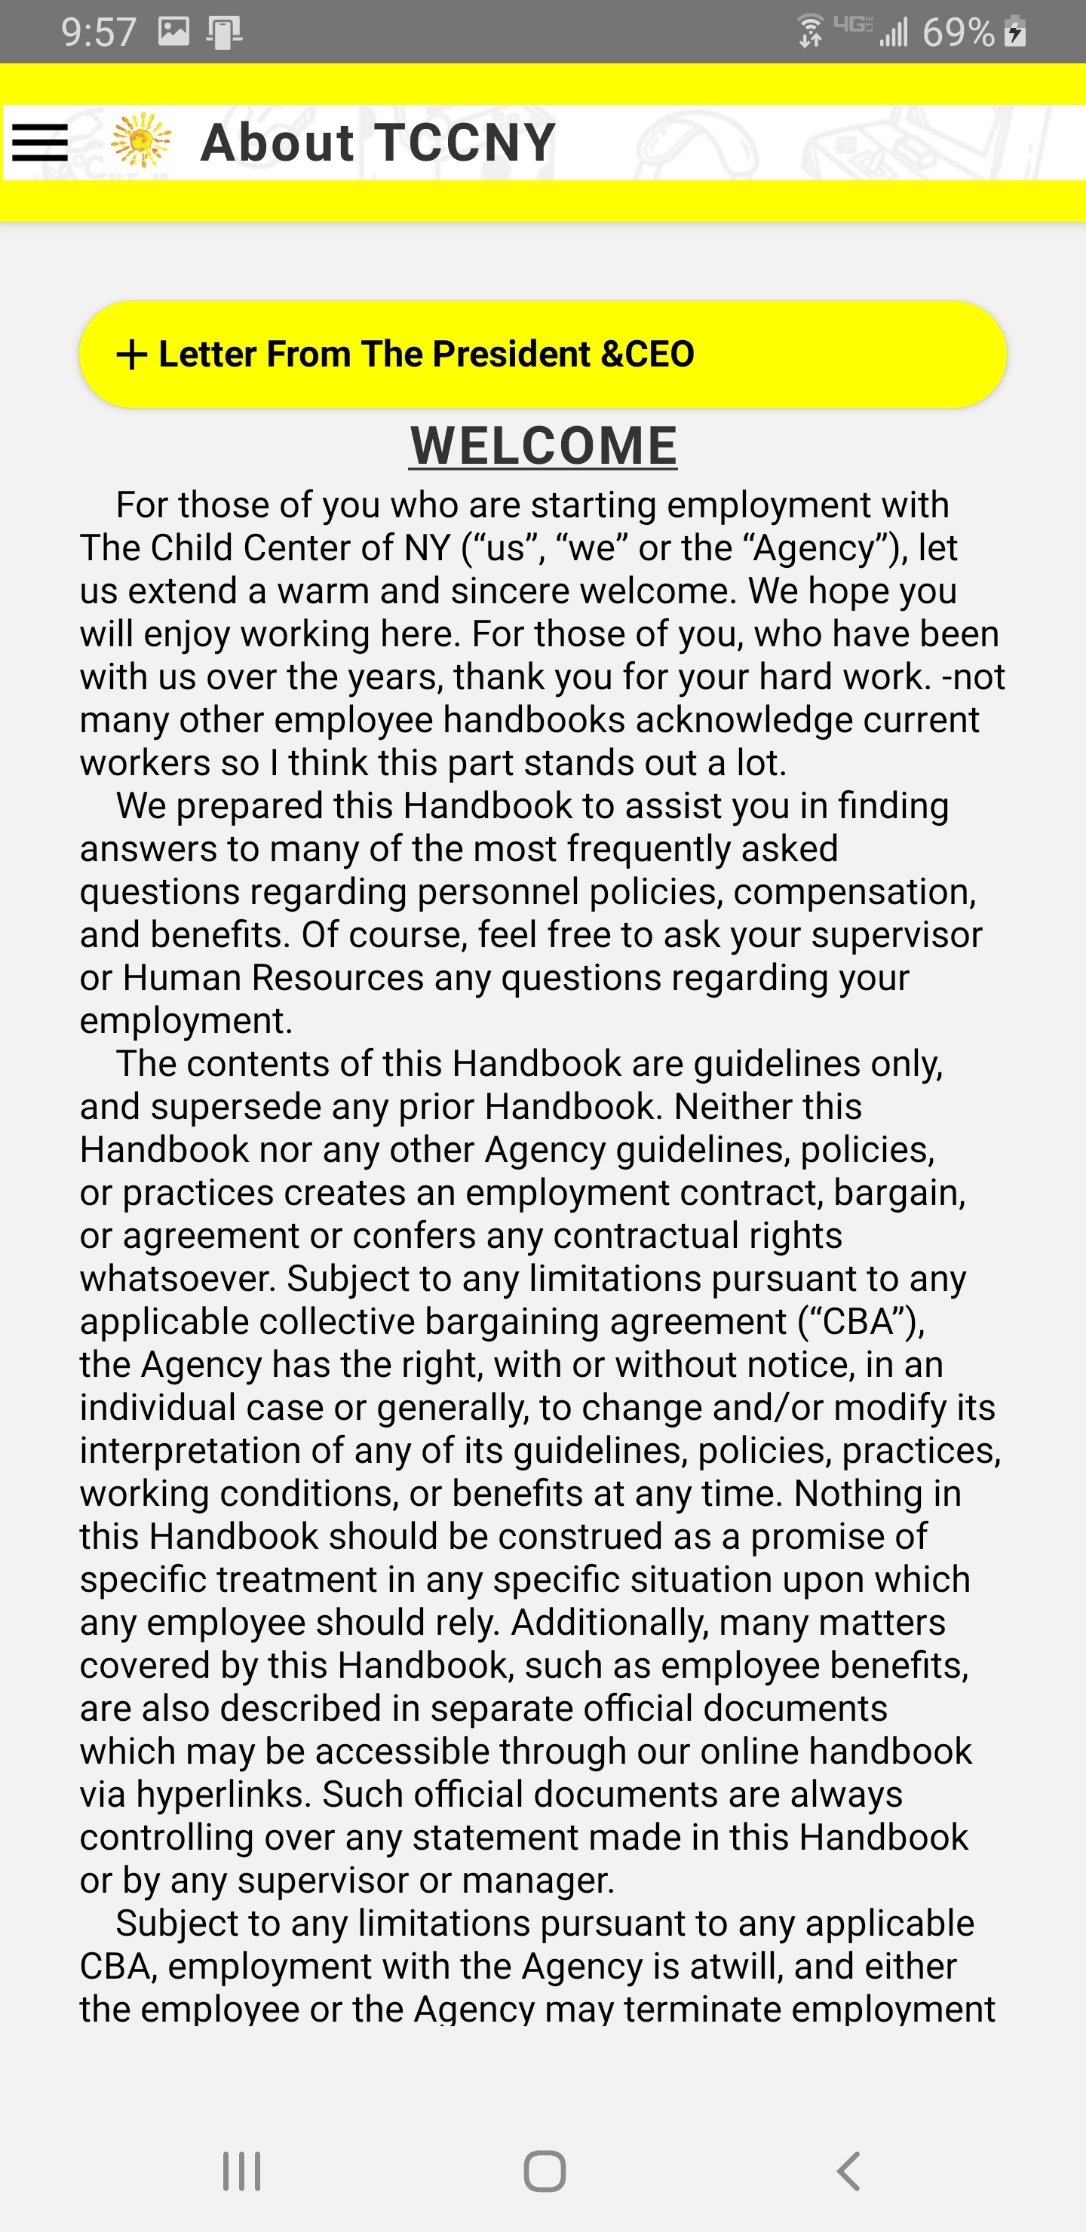 9:57 4G LTE 69%
About TCCNY
+ Letter From The President &CEO
WELCOME
For those of you who are starting employment with
The Child Center of NY (“us”, “we” or the “Agency”), let
us extend a warm and sincere welcome. We hope you
will enjoy working here. For those of you, who have been
with us over the years, thank you for your hard work. -not
many other employee handbooks acknowledge current
workers so I think this part stands out a lot.
We prepared this Handbook to assist you in finding
answers to many of the most frequently asked
questions regarding personnel policies, compensation,
and benefits. Of course, feel free to ask your supervisor
or Human Resources any questions regarding your
employment.
The contents of this Handbook are guidelines only,
and supersede any prior Handbook. Neither this
Handbook nor any other Agency guidelines, policies,
or practices creates an employment contract, bargain,
or agreement or confers any contractual rights
whatsoever. Subject to any limitations pursuant to any
applicable collective bargaining agreement (“CBA”),
the Agency has the right, with or without notice, in an
individual case or generally, to change and/or modify its
interpretation of any of its guidelines, policies, practices,
working conditions, or benefits at any time. Nothing in
this Handbook should be construed as a promise of
specific treatment in any specific situation upon which
any employee should rely. Additionally, many matters
covered by this Handbook, such as employee benefits,
are also described in separate official documents
which may be accessible through our online handbook
via hyperlinks. Such official documents are always
controlling over any statement made in this Handbook
or by any supervisor or manager.
Subject to any limitations pursuant to any applicable
CBA, employment with the Agency is atwill, and either
the employee or the Agency may terminate employment